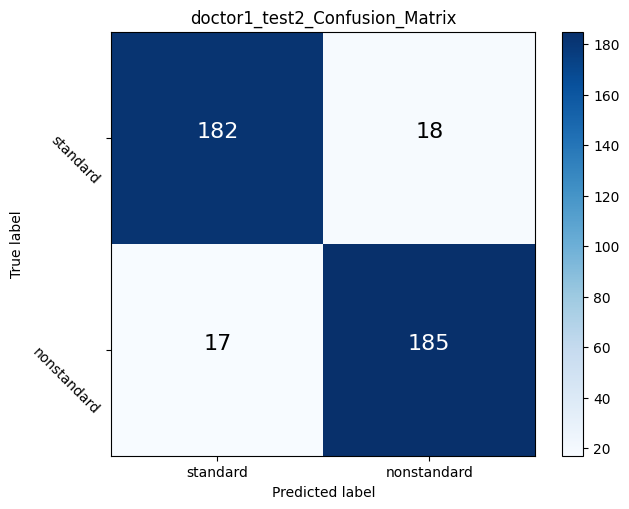 doctor1_test2_Confusion_Matrix
True label
standard
182
18
nonstandard
17
185
standard
nonstandard
Predicted label
180
160
140
120
100
80
60
40
20